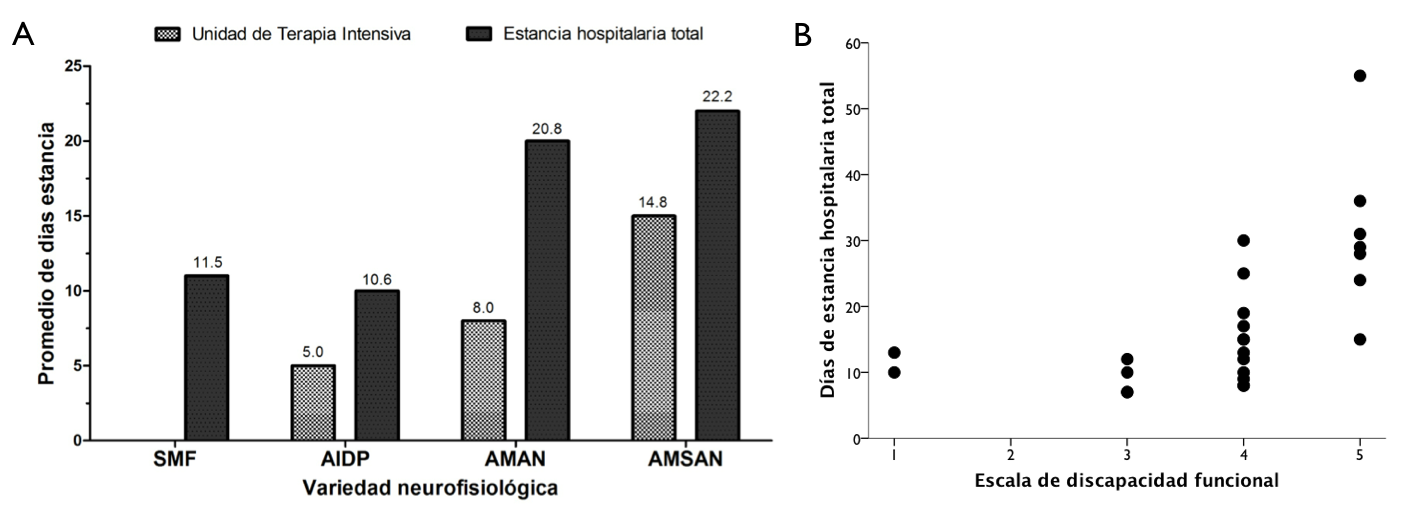 A
Unidad de Terapia Intensiva
Estancia hospitalaria total
Promedio de dias estancia
25
20
15
10
5
0
11.5
5.0
10.6
8.0
20.8
14.8
22.2
SMF
AIDP
AMAN
AMSAN
Variedad neurofisiológica
B
Días de estancia hospitalaria total
60
50
40
30
20
10
0
1
2
3
4
5
Escala de discapacidad funcional